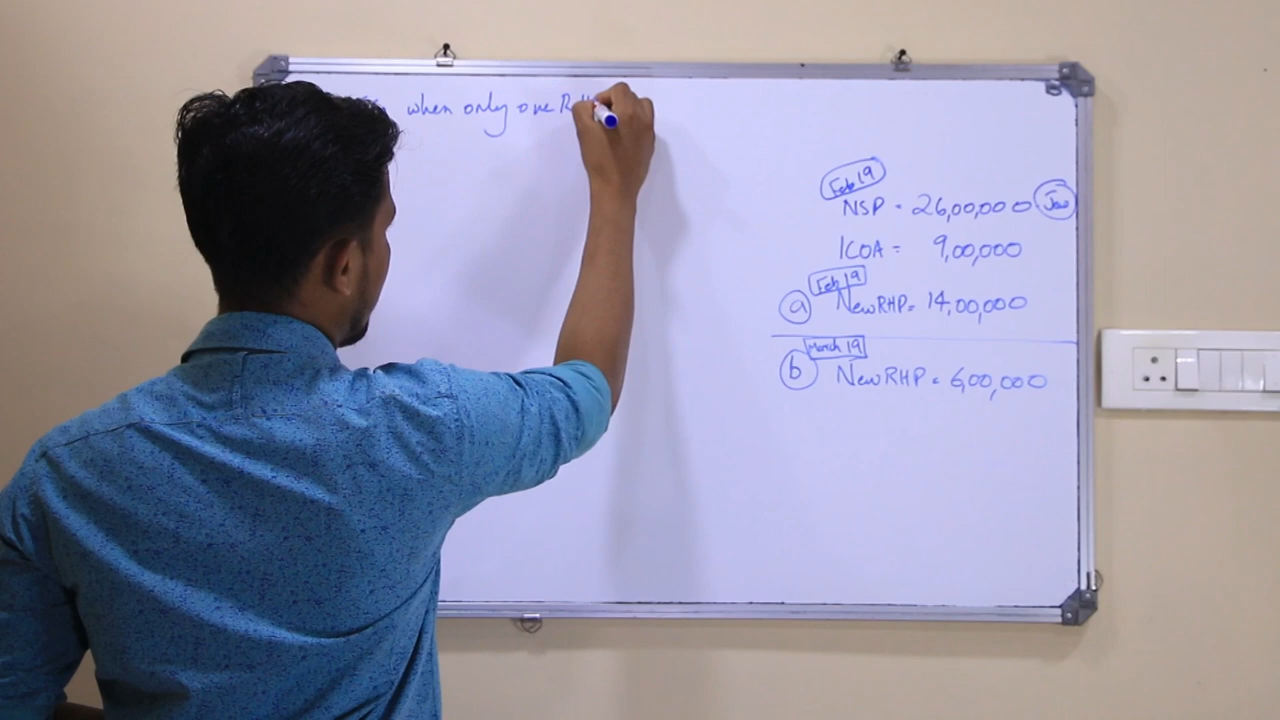 when only one RH
Feb 19
NSP = 26,00,000
ICOA = 9,00,000
Feb 19
a New RHP = 14,00,000
March 19
b New RHP = 6,00,000